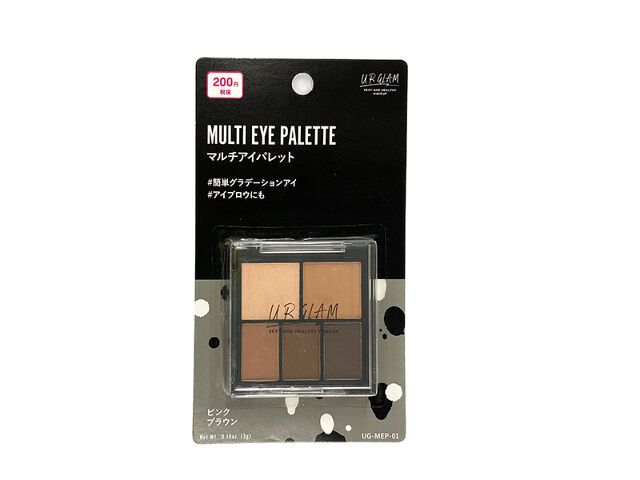 200円
税抜
URGLAM
SEXY AND HEALTHY
MAKEUP
MULTI EYE PALETTE
マルチアイパレット
#簡単グラデーションアイ
#アイブロウにも
URGLAM
SEXY AND HEALTHY MAKEUP
ピンク
ブラウン
Net Wt. 0.10oz. (3g)
UG-MEP-01